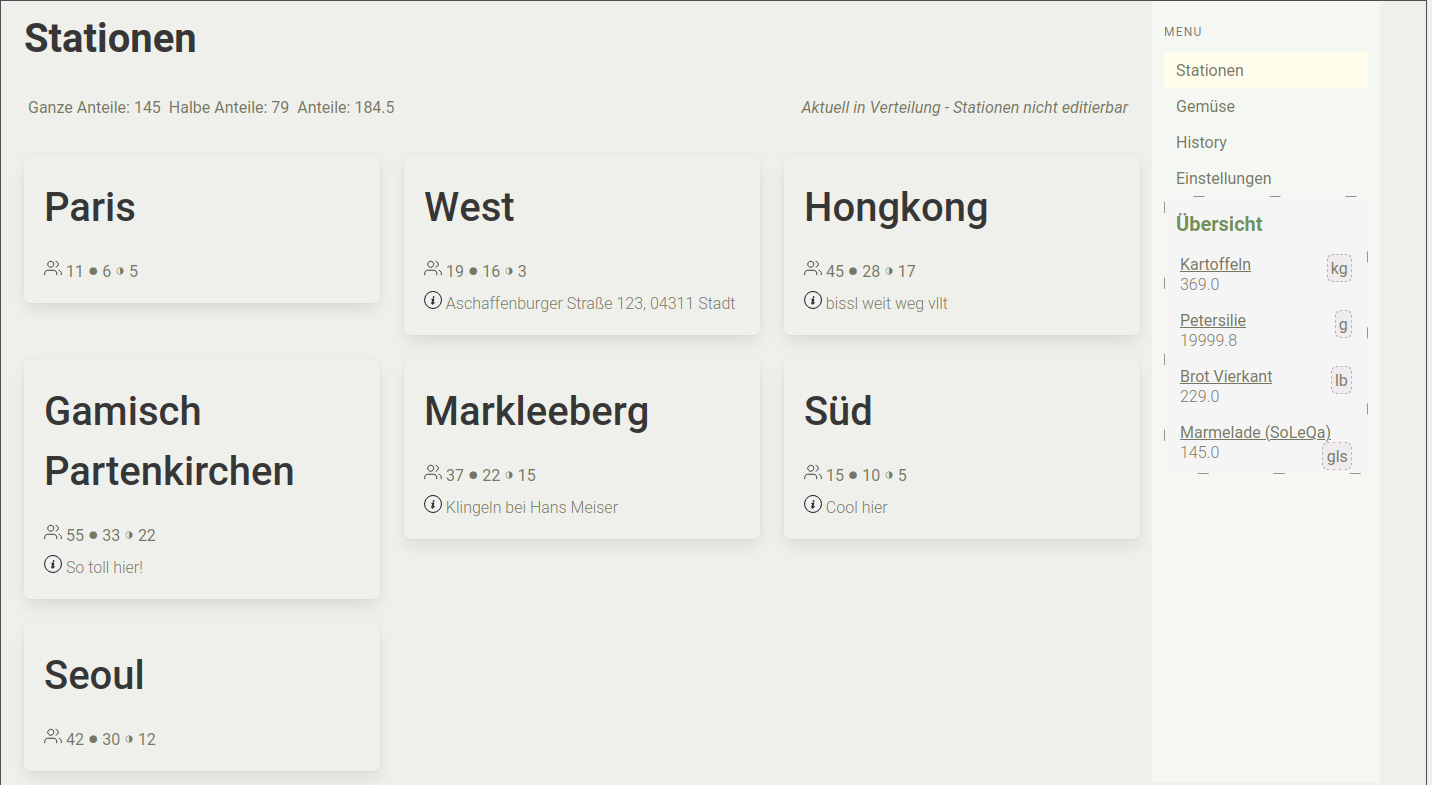 Stationen
Ganze Anteile: 145 Halbe Anteile: 79 Anteile: 184.5
Aktuell in Verteilung - Stationen nicht editierbar
Paris
11 ● 6 ◑ 5
West
19 ● 16 ◑ 3
Aschaffenburger Straße 123, 04311 Stadt
Hongkong
45 ● 28 ◑ 17
bissl weit weg vllt
Gamisch
Partenkirchen
55 ● 33 ◑ 22
So toll hier!
Markleeberg
37 ● 22 ◑ 15
Klingeln bei Hans Meiser
Süd
15 ● 10 ◑ 5
Cool hier
Seoul
42 ● 30 ◑ 12
MENU
Stationen
Gemüse
History
Einstellungen
Übersicht
Kartoffeln kg
369.0
Petersilie g
19999.8
Brot Vierkant lb
229.0
Marmelade (SoLeQa)
145.0 gls